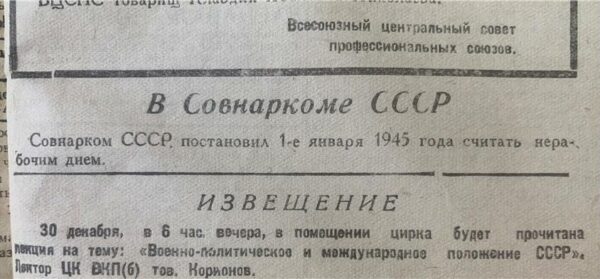 ВЦСПС товарищ
Всесоюзный центральный совет
профессиональных союзов.
В Совнаркоме СССР
Совнарком СССР, постановил 1-е января 1945 года считать нера-
бочим днем.
ИЗВЕЩЕНИЕ
30 декабря, в 6 час. вечера, в помещении цирка будет прочитана
лекция на тему: «Военно-политическое и международное положение СССР».
Лектор ЦК ВКП(б) тов. Корионов.